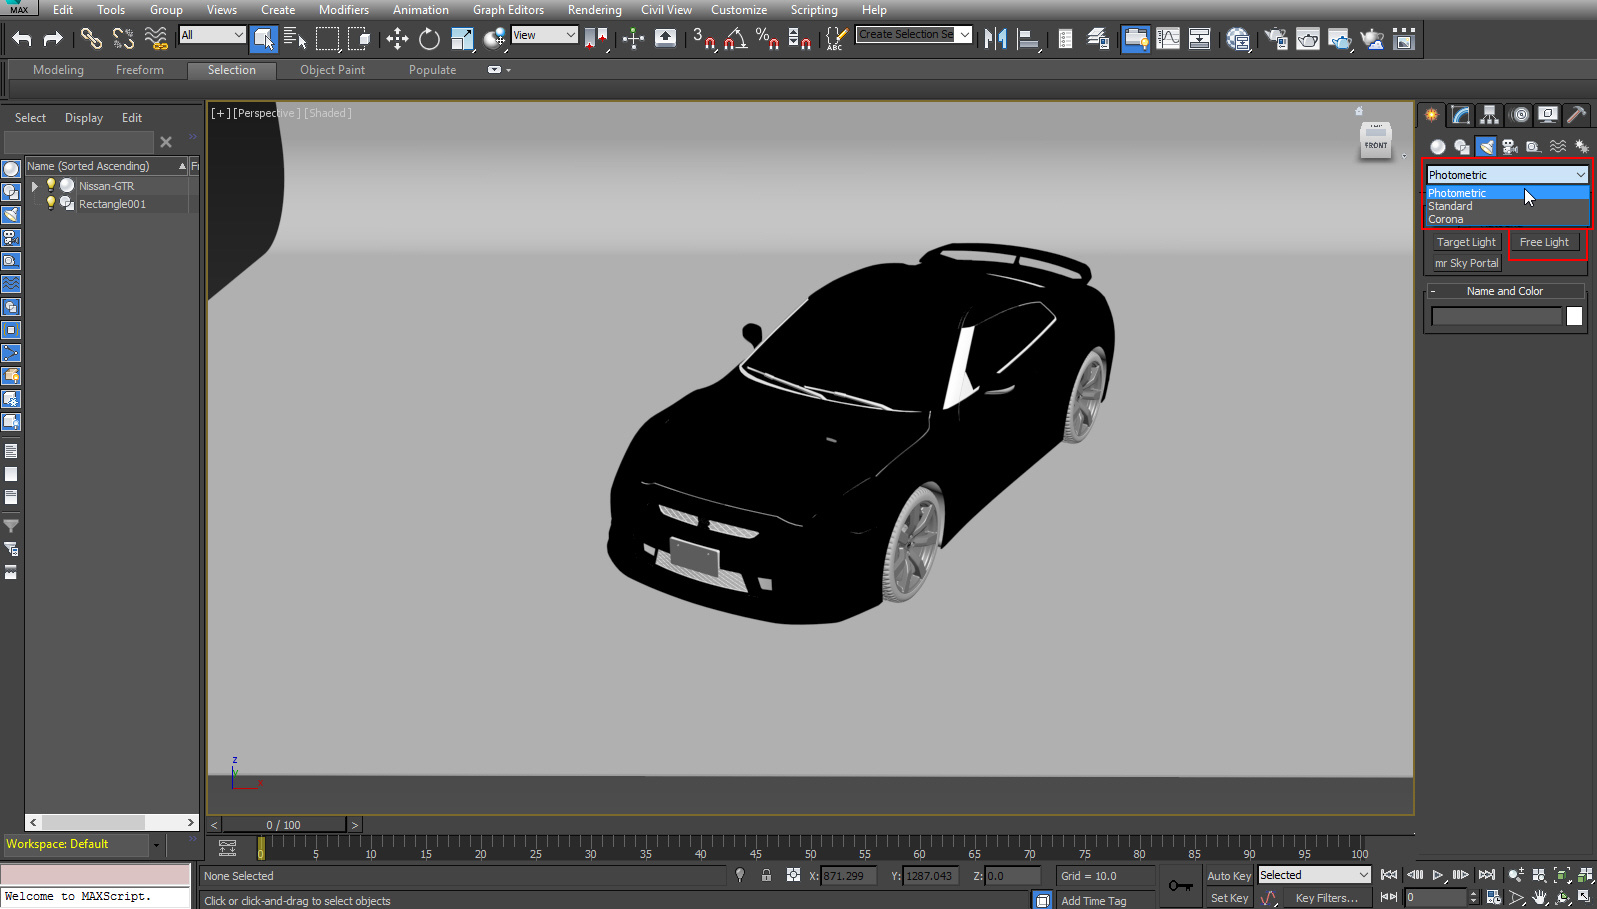 MAX Edit Tools Group Views Create Modifiers Animation Graph Editors Rendering Civil View Customize Scripting Help
All View 3 % ABC Create Selection Se
Modeling Freeform Selection Object Paint Populate
Select Display Edit
Name (Sorted Ascending) ▲ Fr
Nissan-GTR
Rectangle001
[+][Perspective][Shaded]
FRONT
z
Photometric
Photometric
Standard
Corona
Target Light Free Light
mr Sky Portal
- Name and Color
< 0 / 100 >
Workspace: Default
0 5 10 15 20 25 30 35 40 45 50 55 60 65 70 75 80 85 90 95 100
None Selected X: 871.299 Y: 1287.043 Z: 0.0 Grid = 10.0 Auto Key Selected
Welcome to MAXScript. Click or click-and-drag to select objects Add Time Tag Set Key Key Filters... 0